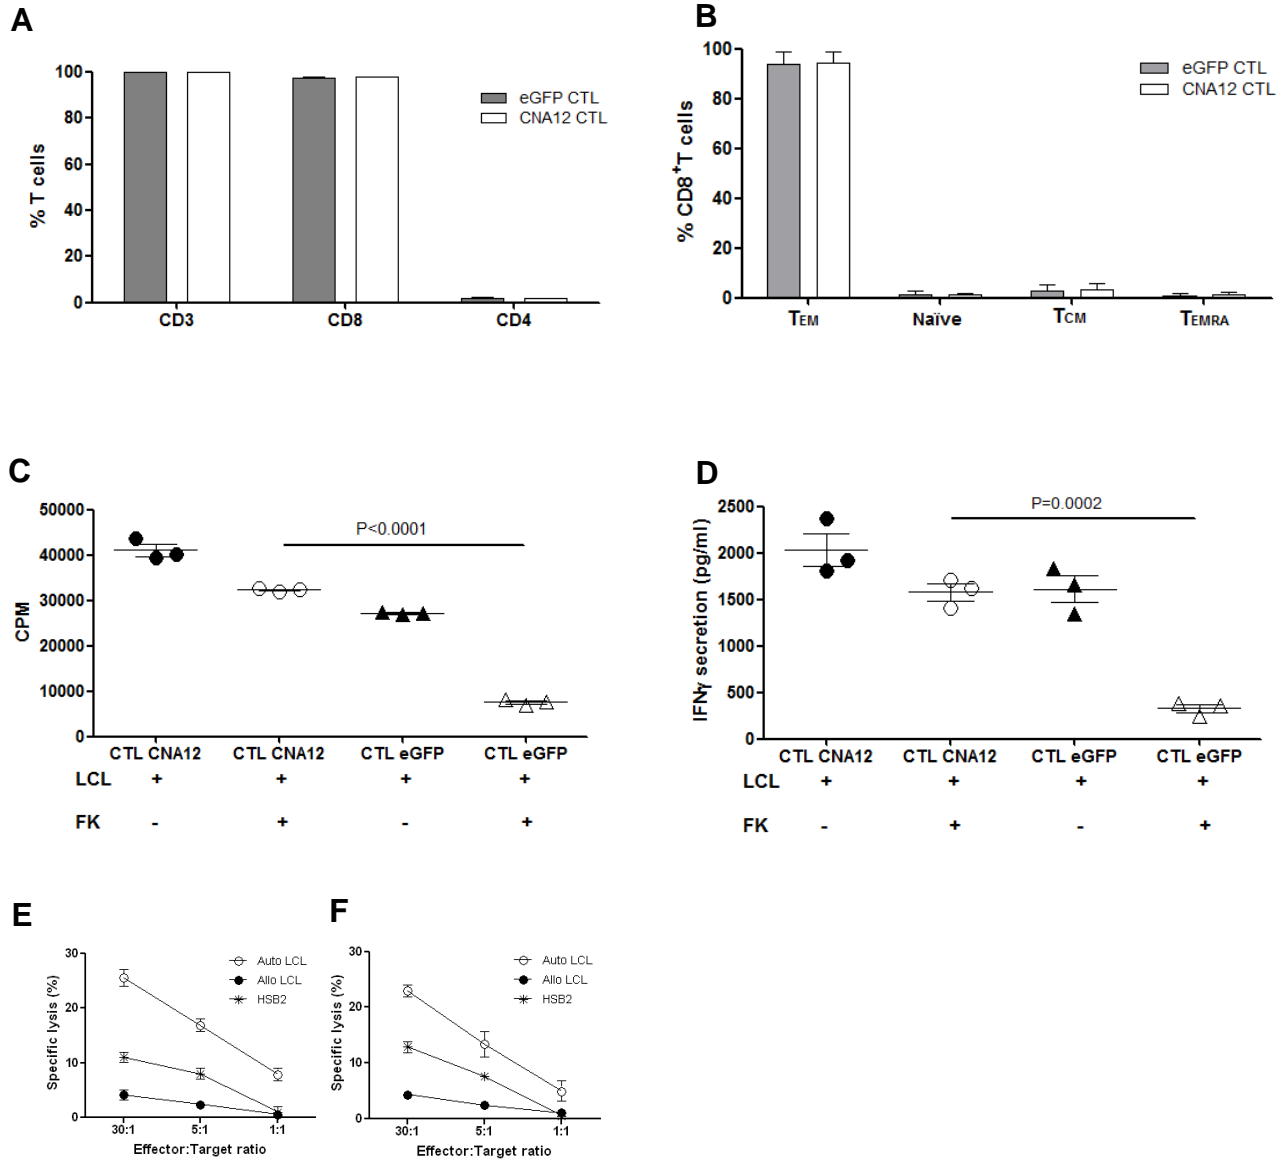 A
100
80
60
40
20
0
% T cells
CD3 CD8 CD4
eGFP CTL
CNA12 CTL
B
100
80
60
40
20
0
% CD8+T cells
TEM Naïve TCM TEMRA
eGFP CTL
CNA12 CTL
C
50000
40000
30000
20000
10000
0
CPM
P<0.0001
CTL CNA12 CTL CNA12 CTL eGFP CTL eGFP
LCL + + + +
FK - + - +
D
2500
2000
1500
1000
500
0
IFNγ secretion (pg/ml)
P=0.0002
CTL CNA12 CTL CNA12 CTL eGFP CTL eGFP
LCL + + + +
FK - + - +
E
30
20
10
0
Specific lysis (%)
Auto LCL
Allo LCL
HSB2
30:1 5:1 1:1
Effector:Target ratio
F
30
20
10
0
Specific lysis (%)
Auto LCL
Allo LCL
HSB2
30:1 5:1 1:1
Effector:Target ratio